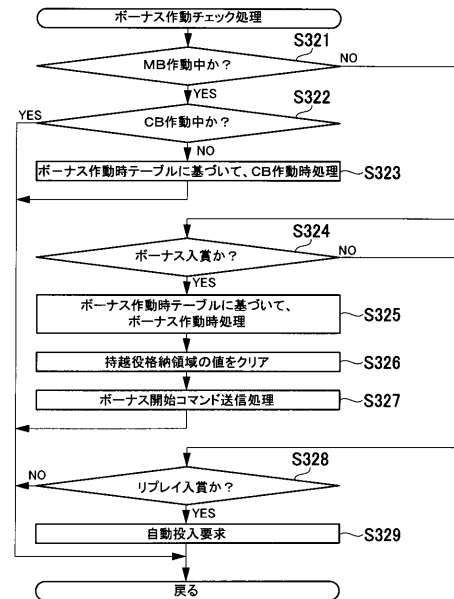 ボーナス作動チェック処理
S321
MB作動中か?
NO
YES
S322
YES
CB作動中か?
NO
ボーナス作動時テーブルに基づいて、CB作動時処理
S323
S324
ボーナス入賞か?
NO
YES
ボーナス作動時テーブルに基づいて、
ボーナス作動時処理
S325
持越役格納領域の値をクリア
S326
ボーナス開始コマンド送信処理
S327
S328
NO
リプレイ入賞か?
YES
自動投入要求
S329
戻る